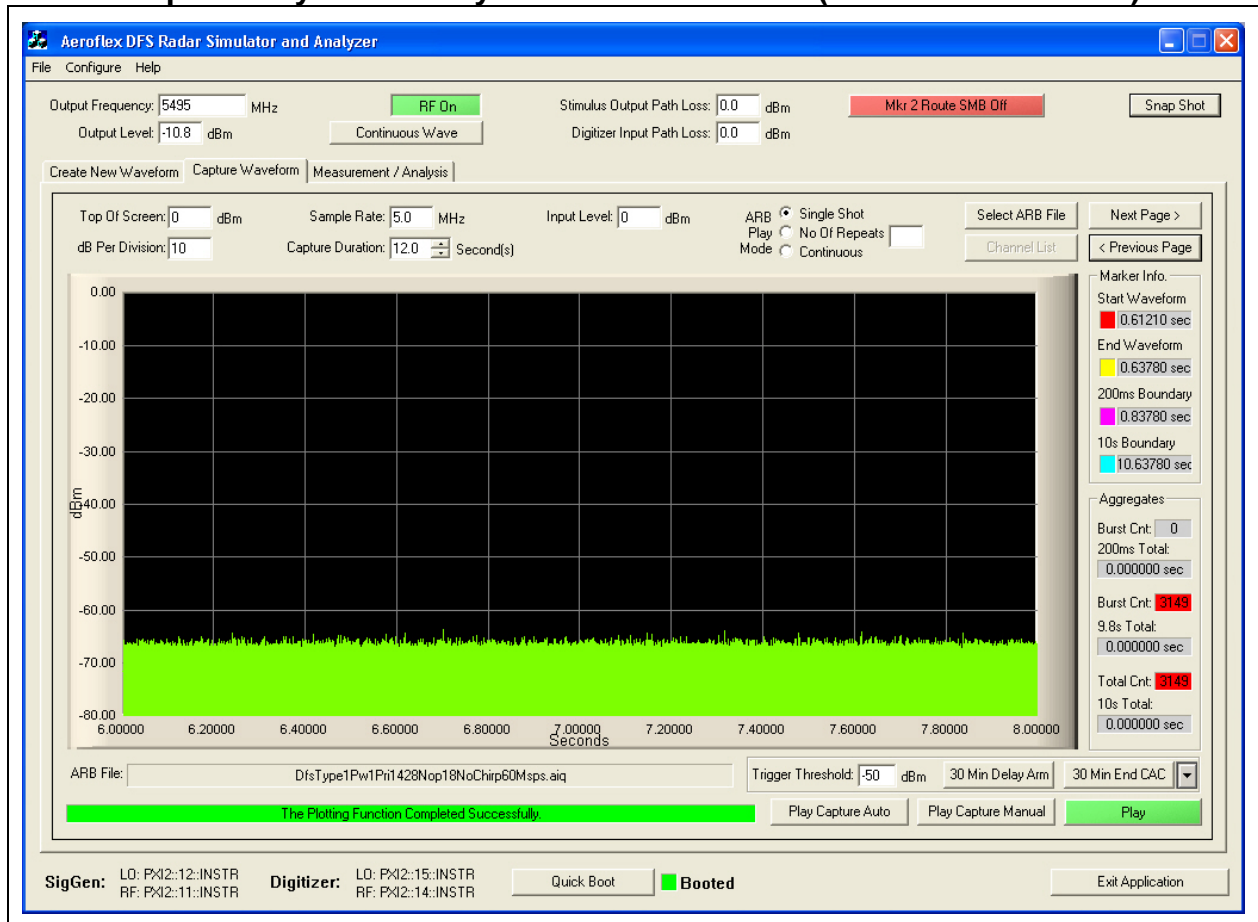 Aeroflex DFS Radar Simulator and Analyzer
File Configure Help
Output Frequency: 5495 MHz RF On Stimulus Output Path Loss: 0.0 dBm Mkr 2 Route SMB Off Snap Shot
Output Level: -10.8 dBm Continuous Wave Digitizer Input Path Loss: 0.0 dBm
Create New Waveform Capture Waveform Measurement / Analysis
Top Of Screen: 0 dBm Sample Rate: 5.0 MHz Input Level: 0 dBm ARB Play Mode Single Shot Select ARB File Next Page >
No Of Repeats
dB Per Division: 10 Capture Duration: 12.0 Second(s) Continuous Channel List < Previous Page
0.00
-10.00
-20.00
-30.00
-40.00
-50.00
-60.00
-70.00
-80.00
dBm
6.00000 6.20000 6.40000 6.60000 6.80000 7.00000 7.20000 7.40000 7.60000 7.80000 8.00000
Seconds
Marker Info.
Start Waveform
0.61210 sec
End Waveform
0.63780 sec
200ms Boundary
0.83780 sec
10s Boundary
10.63780 sec
Aggregates
Burst Cnt: 0
200ms Total:
0.000000 sec
Burst Cnt: 3149
9.8s Total:
0.000000 sec
Total Cnt: 3149
10s Total:
0.000000 sec
ARB File: DfsType1Pw1Pri1428Nop18NoChirp60Msps.aiq Trigger Threshold: -50 dBm 30 Min Delay Arm 30 Min End CAC
The Plotting Function Completed Successfully. Play Capture Auto Play Capture Manual Play
SigGen: LO: PXI2::12::INSTR Digitizer: LO: PXI2::15::INSTR Quick Boot Booted Exit Application
RF: PXI2::11::INSTR RF: PXI2::14::INSTR